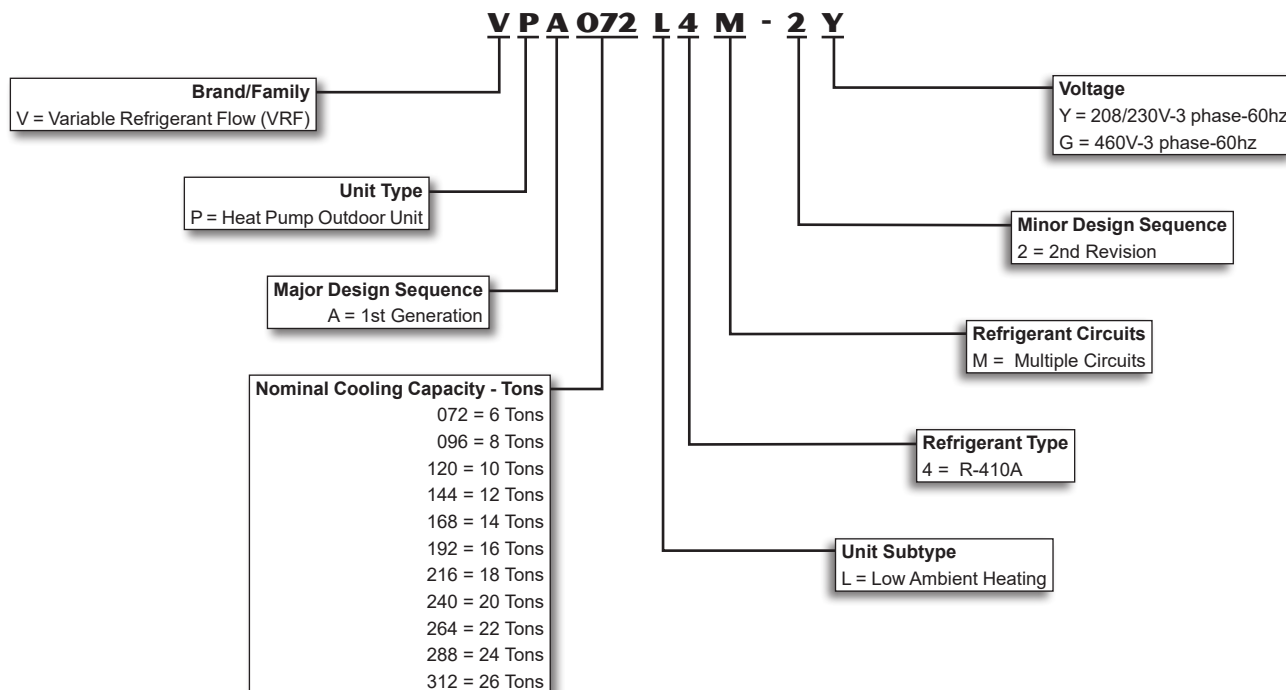 V P A 072 L 4 M - 2 Y
Brand/Family
V = Variable Refrigerant Flow (VRF)
Unit Type
P = Heat Pump Outdoor Unit
Major Design Sequence
A = 1st Generation
Nominal Cooling Capacity - Tons
072 = 6 Tons
096 = 8 Tons
120 = 10 Tons
144 = 12 Tons
168 = 14 Tons
192 = 16 Tons
216 = 18 Tons
240 = 20 Tons
264 = 22 Tons
288 = 24 Tons
312 = 26 Tons
Voltage
Y = 208/230V-3 phase-60hz
G = 460V-3 phase-60hz
Minor Design Sequence
2 = 2nd Revision
Refrigerant Circuits
M = Multiple Circuits
Refrigerant Type
4 = R-410A
Unit Subtype
L = Low Ambient Heating